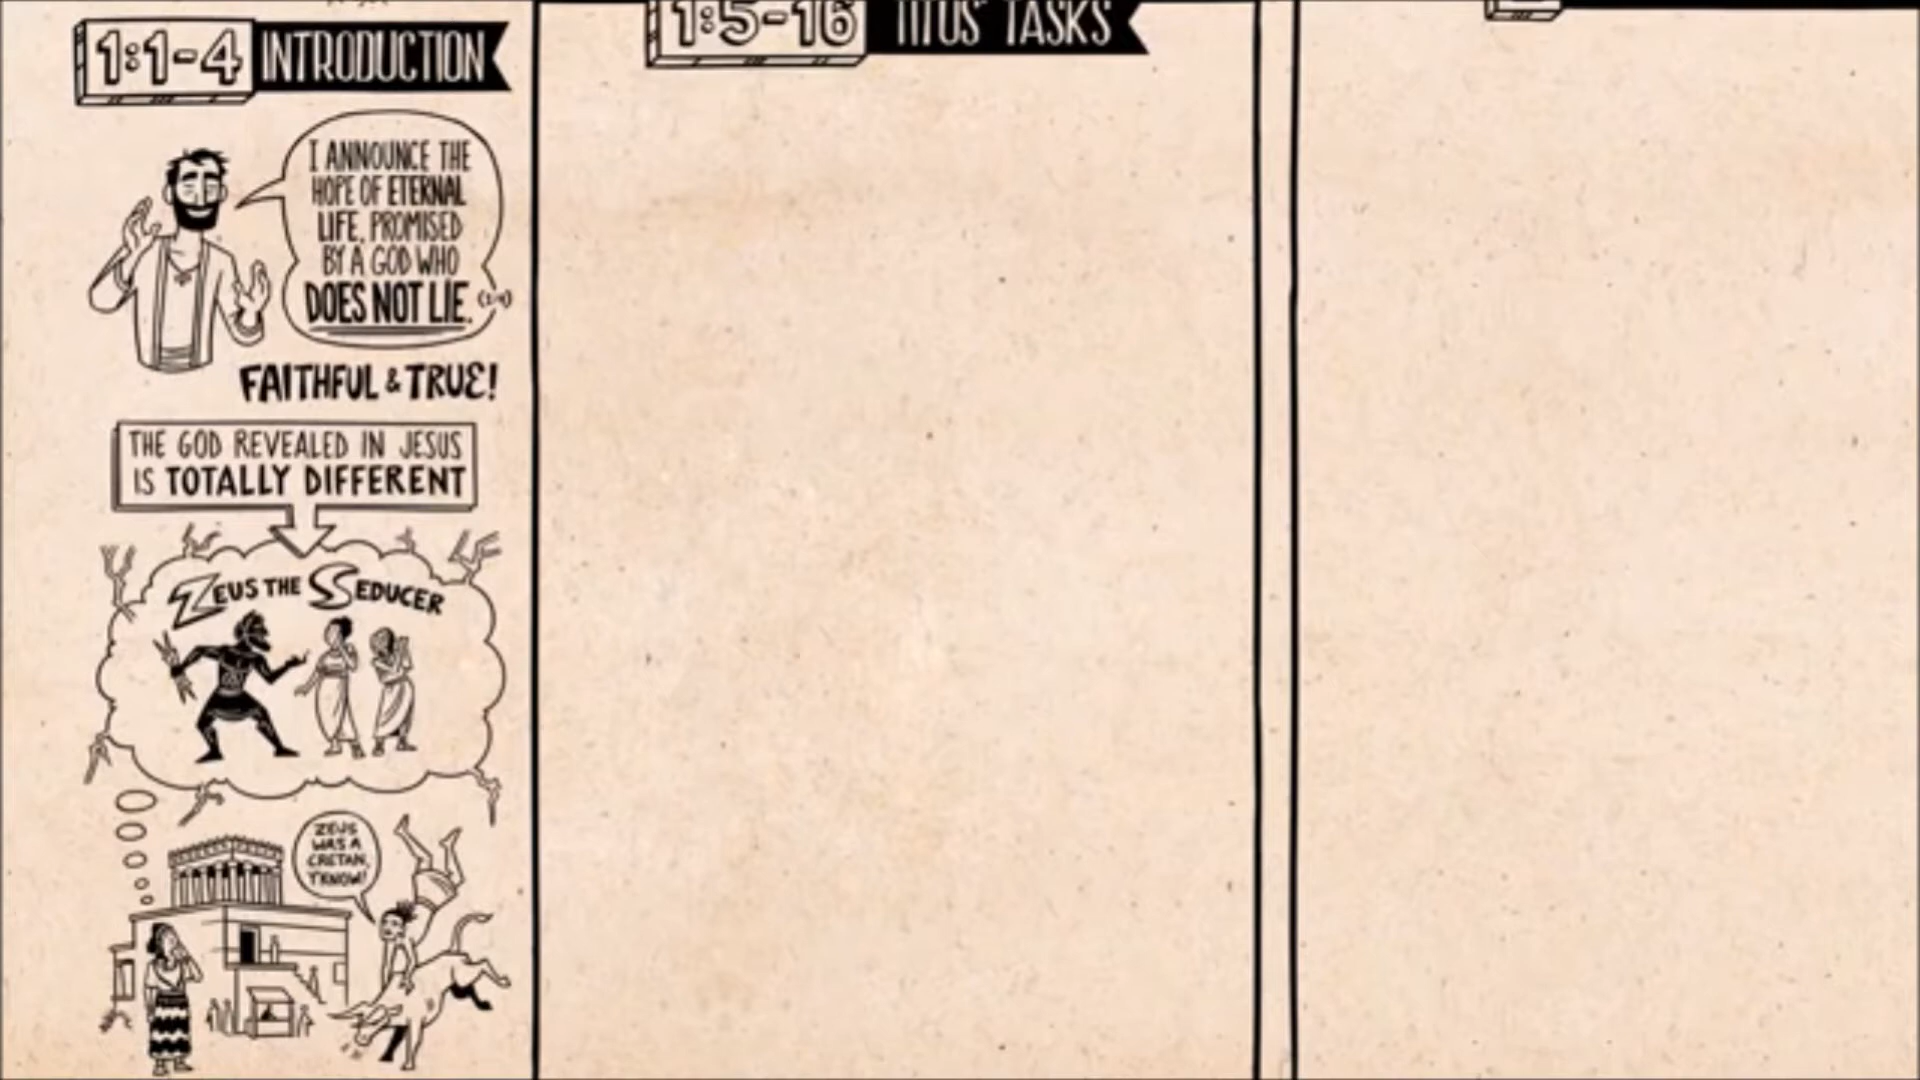 1:1-4 INTRODUCTION
I ANNOUNCE THE
HOPE OF ETERNAL
LIFE, PROMISED
BY A GOD WHO
DOES NOT LIE.
FAITHFUL & TRUE!
THE GOD REVEALED IN JESUS
IS TOTALLY DIFFERENT
ZEUS THE SEDUCER
ZEUS
WAS A
CRETAN,
Y'KNOW!
1:5-16 TITUS' TASKS